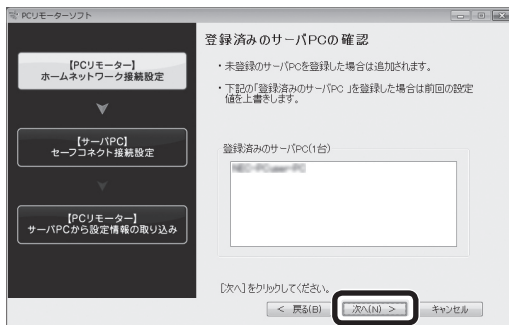 PCリモーターソフト
【PCリモーター】
ホームネットワーク接続設定
【サーバPC】
セーフコネクト接続設定
【PCリモーター】
サーバPCから設定情報の取り込み
登録済みのサーバPCの確認
・未登録のサーバPCを登録した場合は追加されます。
・下記の「登録済みのサーバPC 」を登録した場合は前回の設定
値を上書きします。
登録済みのサーバPC(1台)
[次へ]をクリックしてください。
< 戻る(B)
次へ(N) >
キャンセル